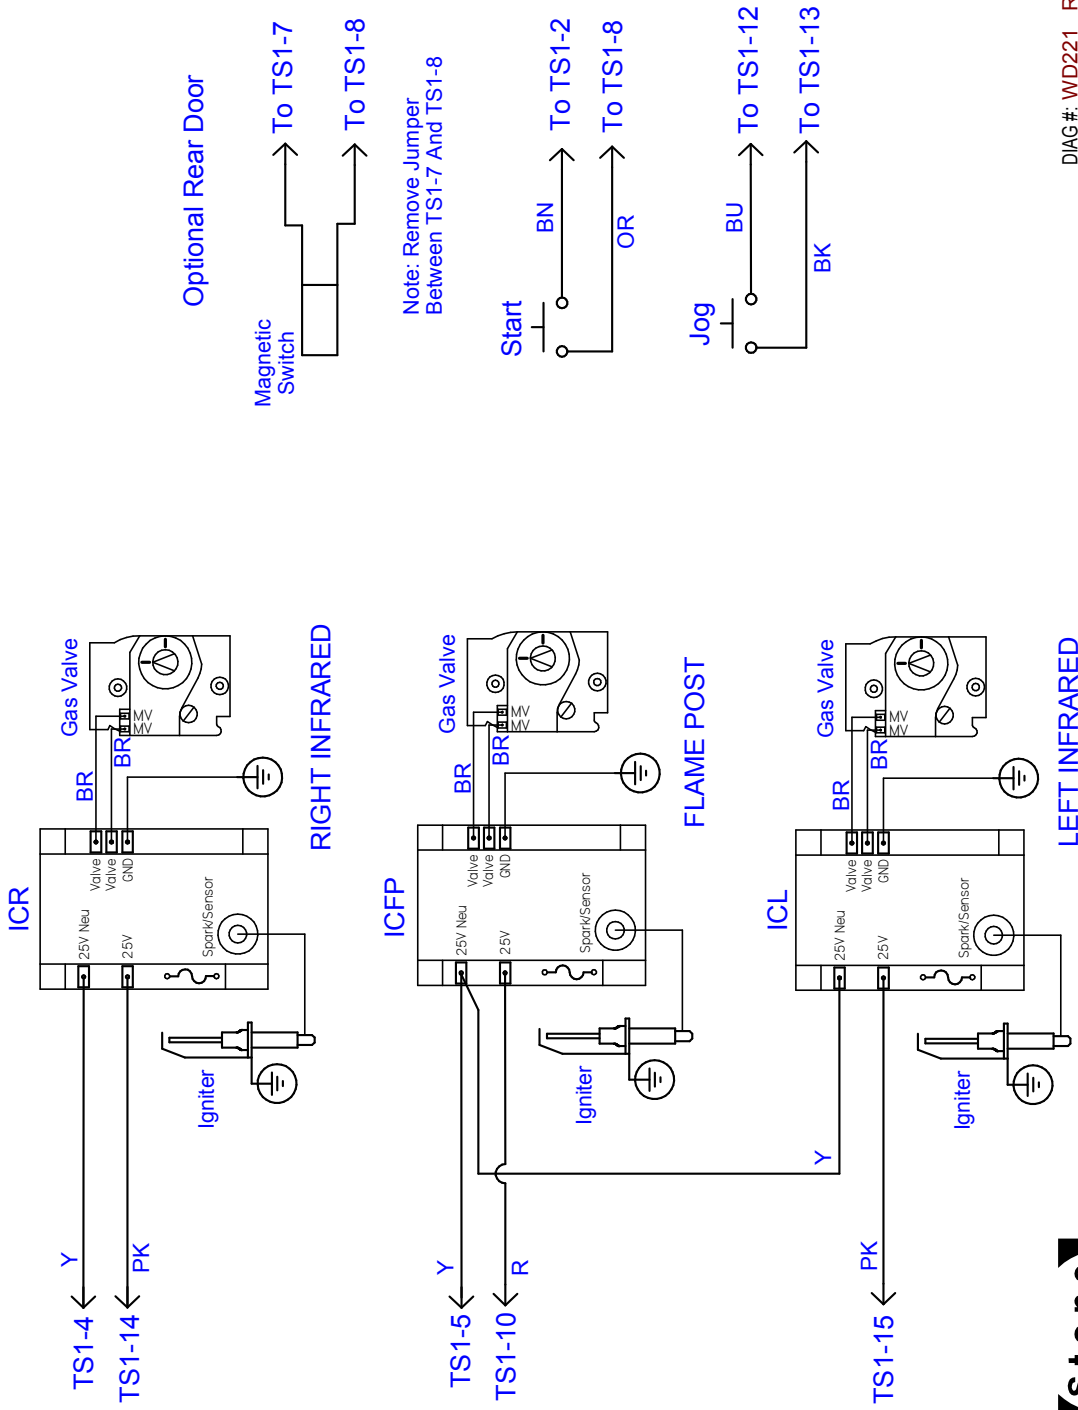 Optional Rear Door
Magnetic
Switch
To TS1-7
To TS1-8
Note: Remove Jumper
Between TS1-7 And TS1-8
Start
BN
To TS1-2
OR
To TS1-8
Jog
BU
To TS1-12
BK
To TS1-13
DIAG #: WD221 R
ICR
TS1-4
Y
25V Neu
TS1-14
PK
25V
Valve
Valve
GND
Spark/Sensor
BR
BR
Gas Valve
MV
MV
Igniter
RIGHT INFRARED
ICFP
TS1-5
Y
25V Neu
TS1-10
R
25V
Valve
Valve
GND
Spark/Sensor
BR
BR
Gas Valve
MV
MV
Igniter
FLAME POST
ICL
Y
25V Neu
TS1-15
PK
25V
Valve
Valve
GND
Spark/Sensor
BR
BR
Gas Valve
MV
MV
Igniter
LEFT INFRARED